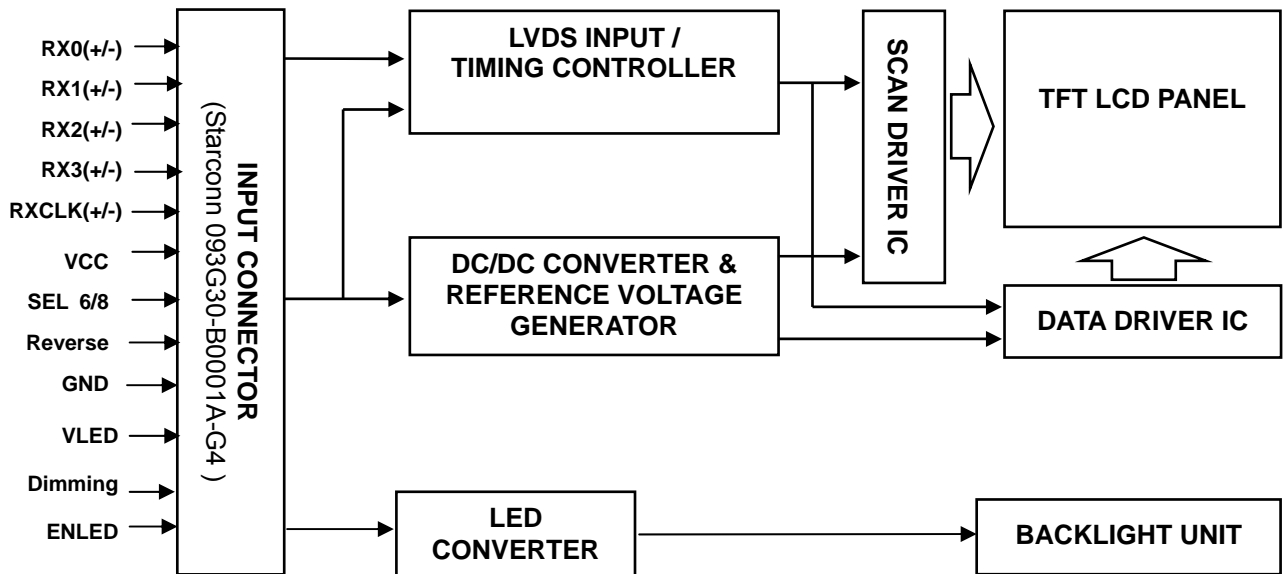 RX0(+/-)
RX1(+/-)
RX2(+/-)
RX3(+/-)
RXCLK(+/-)
VCC
SEL 6/8
Reverse
GND
VLED
Dimming
ENLED
INPUT CONNECTOR
(Starconn 093G30-B0001A-G4 )
LVDS INPUT /
TIMING CONTROLLER
DC/DC CONVERTER &
REFERENCE VOLTAGE
GENERATOR
LED
CONVERTER
SCAN DRIVER IC
TFT LCD PANEL
DATA DRIVER IC
BACKLIGHT UNIT